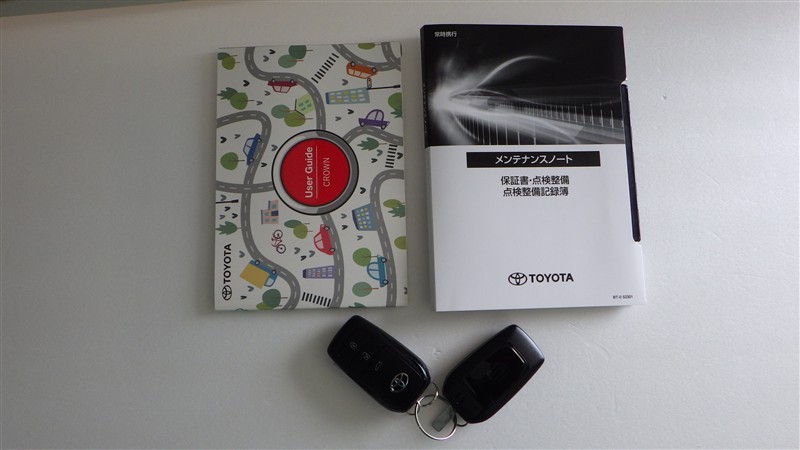 User Guide
CROWN
TOYOTA
常時携行
メンテナンスノート
保証書・点検整備
点検整備記録簿
TOYOTA